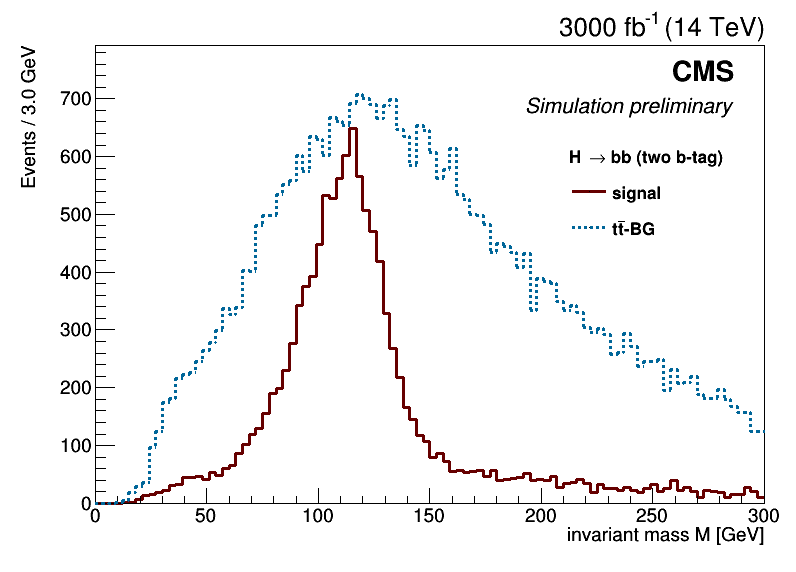 3000 fb-1 (14 TeV)
Events / 3.0 GeV
CMS
Simulation preliminary
H → bb (two b-tag)
signal
tt̄-BG
700
600
500
400
300
200
100
0
0 50 100 150 200 250 300
invariant mass M [GeV]